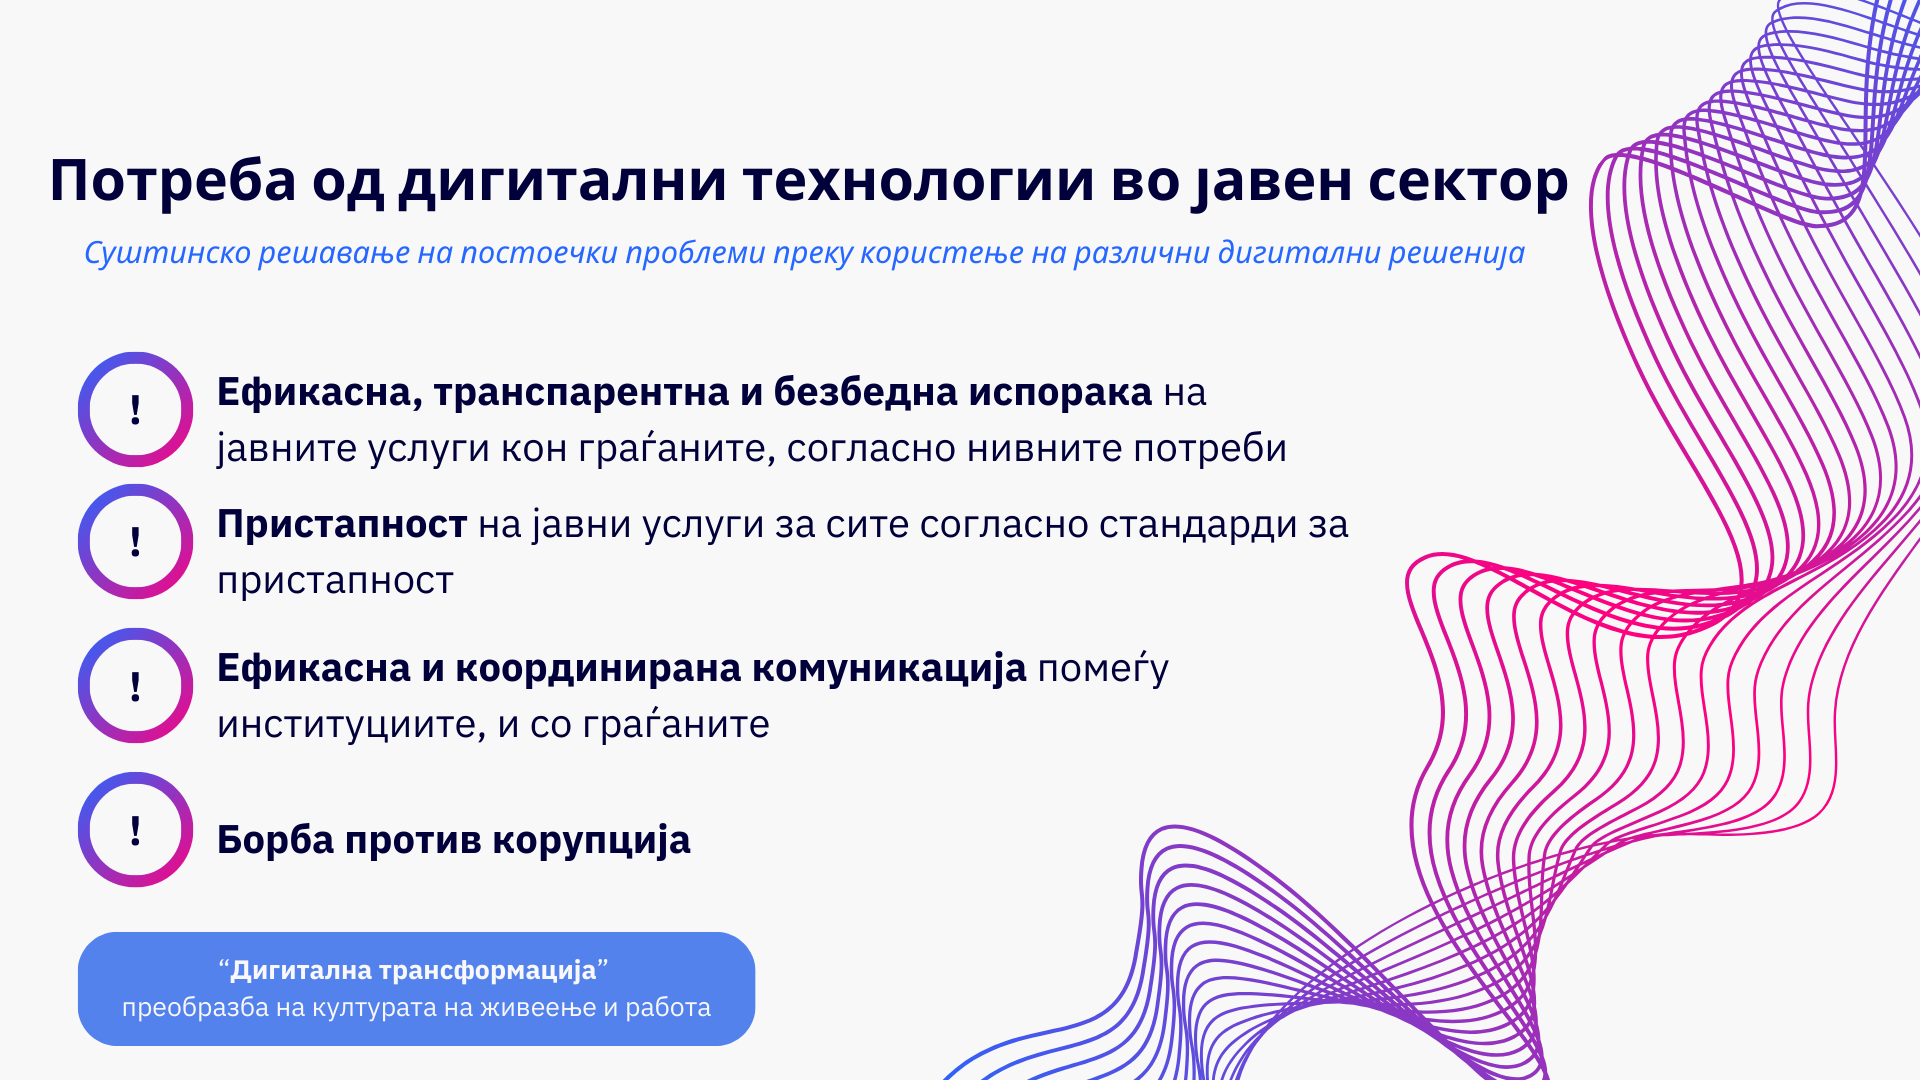 Потреба од дигитални технологии во јавен сектор
Суштинско решавање на постоечки проблеми преку користење на различни дигитални решенија
!
Ефикасна, транспарентна и безбедна испорака на
јавните услуги кон граѓаните, согласно нивните потреби
!
Пристапност на јавни услуги за сите согласно стандарди за
пристапност
!
Ефикасна и координирана комуникација помеѓу
институциите, и со граѓаните
!
Борба против корупција
“Дигитална трансформација”
преобразба на културата на живеење и работа